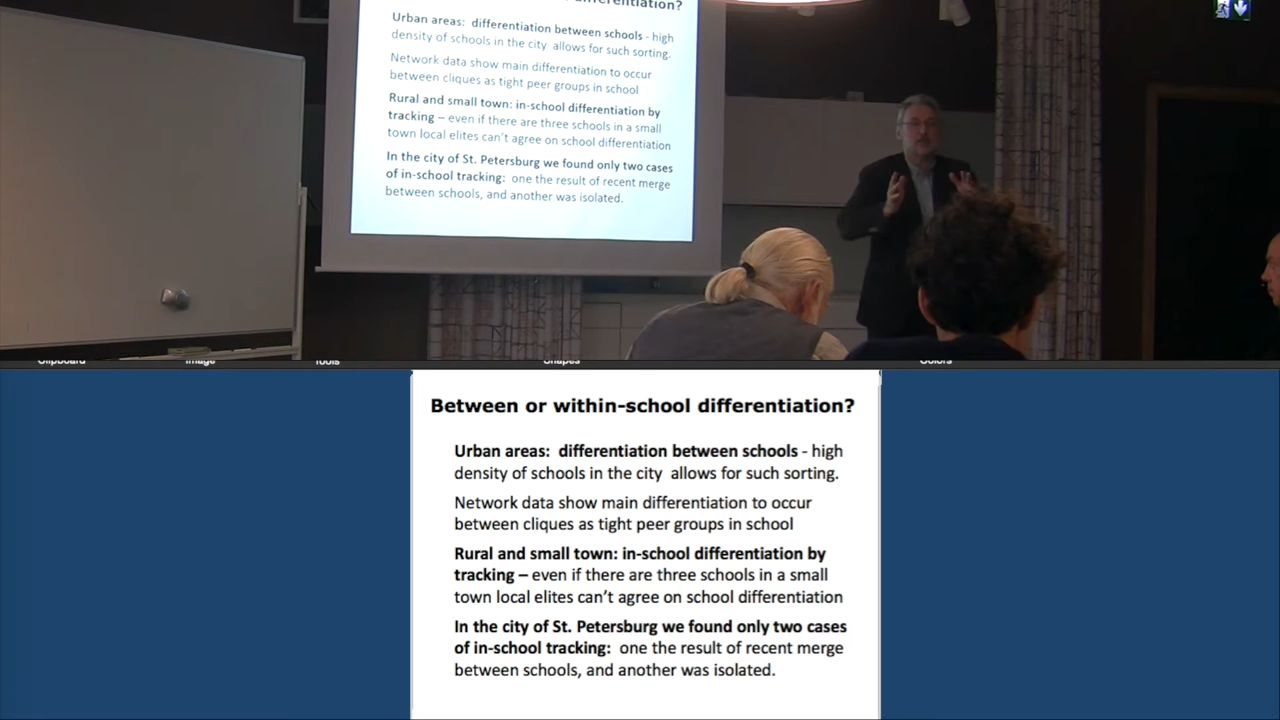 differentiation?
Urban areas: differentiation between schools - high
density of schools in the city allows for such sorting.
Network data show main differentiation to occur
between cliques as tight peer groups in school
Rural and small town: in-school differentiation by
tracking – even if there are three schools in a small
town local elites can't agree on school differentiation
In the city of St. Petersburg we found only two cases
of in-school tracking: one the result of recent merge
between schools, and another was isolated.
Clipboard Image Tools Shapes Colors
Between or within-school differentiation?
Urban areas: differentiation between schools - high
density of schools in the city allows for such sorting.
Network data show main differentiation to occur
between cliques as tight peer groups in school
Rural and small town: in-school differentiation by
tracking – even if there are three schools in a small
town local elites can't agree on school differentiation
In the city of St. Petersburg we found only two cases
of in-school tracking: one the result of recent merge
between schools, and another was isolated.